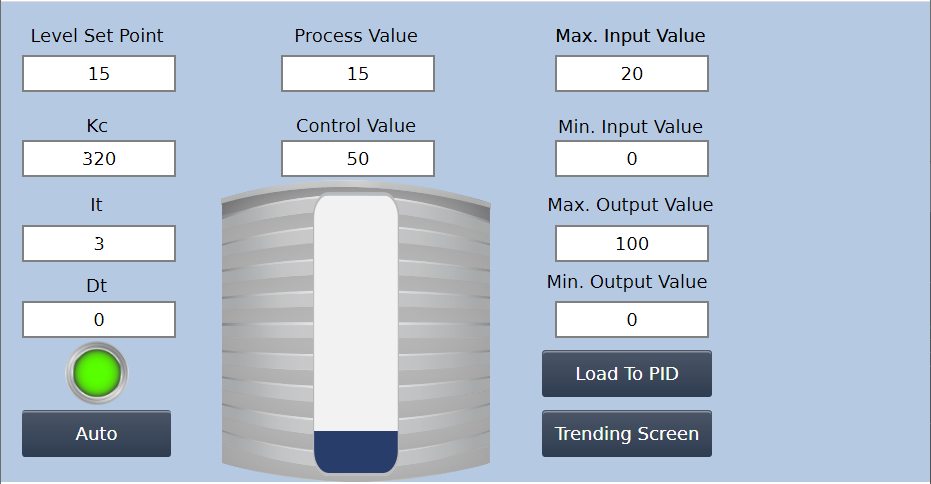 Level Set Point
15
Kc
320
It
3
Dt
0
Auto
Process Value
15
Control Value
50
Max. Input Value
20
Min. Input Value
0
Max. Output Value
100
Min. Output Value
0
Load To PID
Trending Screen